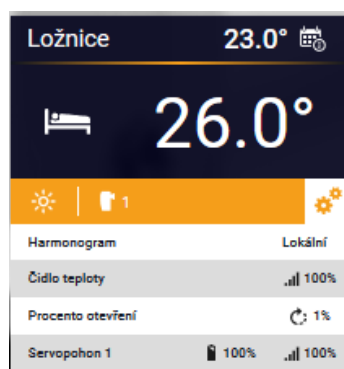 Ložnice 23.0°
26.0°
1
Harmonogram Lokální
Čidlo teploty 100%
Procento otevření 1%
Servopohon 1 100% 100%